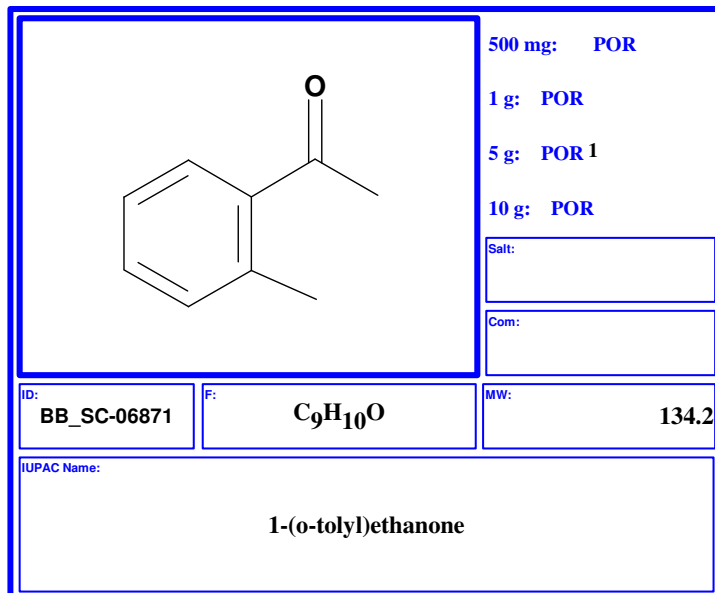 O
500 mg: POR
1 g: POR
5 g: POR 1
10 g: POR
Salt:
Com:
ID:
BB_SC-06871
F:
C9H10O
MW:
134.2
IUPAC Name:
1-(o-tolyl)ethanone